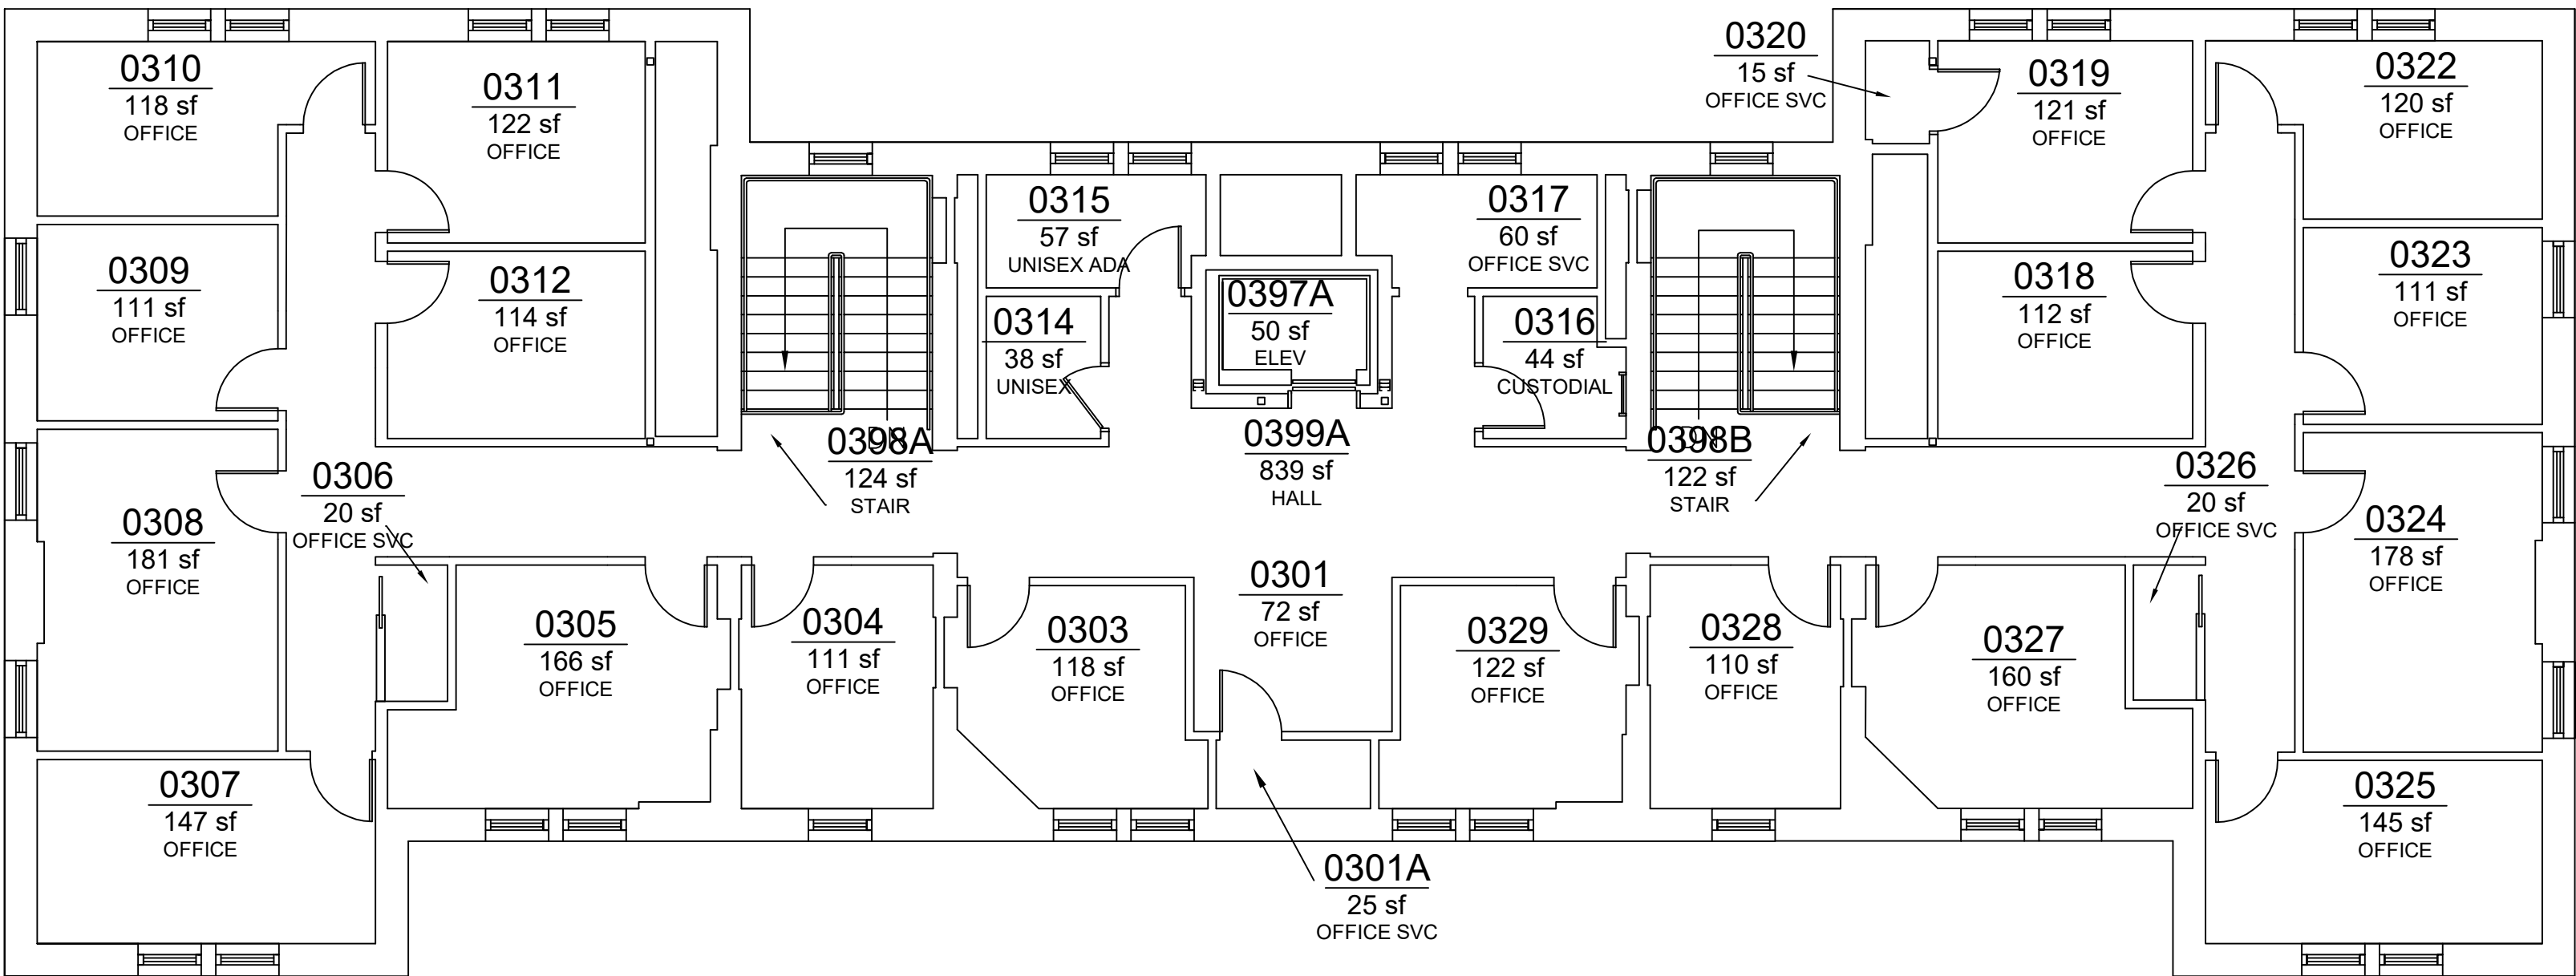 0310
118 sf
OFFICE
0311
122 sf
OFFICE
0320
15 sf
OFFICE SVC
0319
121 sf
OFFICE
0322
120 sf
OFFICE
0309
111 sf
OFFICE
0312
114 sf
OFFICE
0315
57 sf
UNISEX ADA
0317
60 sf
OFFICE SVC
0314
38 sf
UNISEX
0397A
50 sf
ELEV
0316
44 sf
CUSTODIAL
0318
112 sf
OFFICE
0323
111 sf
OFFICE
DN
0398A
124 sf
STAIR
0399A
839 sf
HALL
DN
0398B
122 sf
STAIR
0306
20 sf
OFFICE SVC
0326
20 sf
OFFICE SVC
0308
181 sf
OFFICE
0324
178 sf
OFFICE
0305
166 sf
OFFICE
0304
111 sf
OFFICE
0303
118 sf
OFFICE
0301
72 sf
OFFICE
0329
122 sf
OFFICE
0328
110 sf
OFFICE
0327
160 sf
OFFICE
0307
147 sf
OFFICE
0325
145 sf
OFFICE
0301A
25 sf
OFFICE SVC